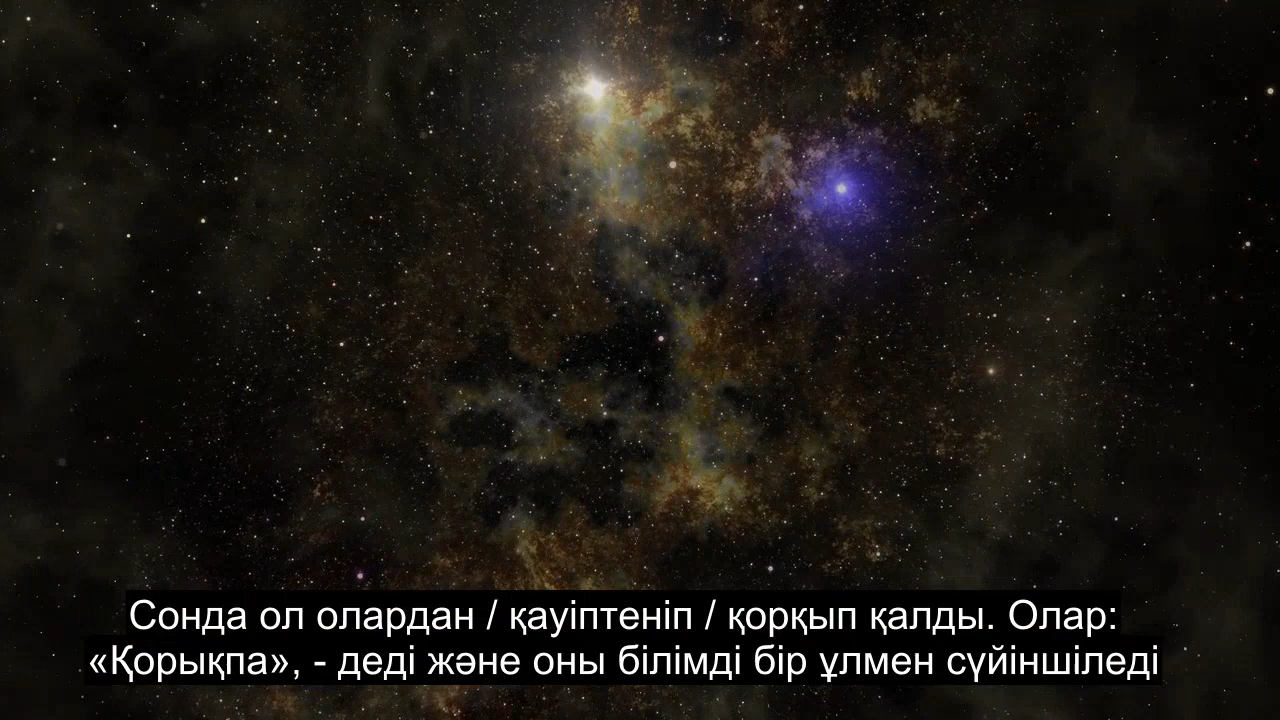 Сонда ол олардан / қауіптеніп / қорқып қалды. Олар:
«Қорықпа», - деді және оны білімді бір ұлмен сүйіншіледі